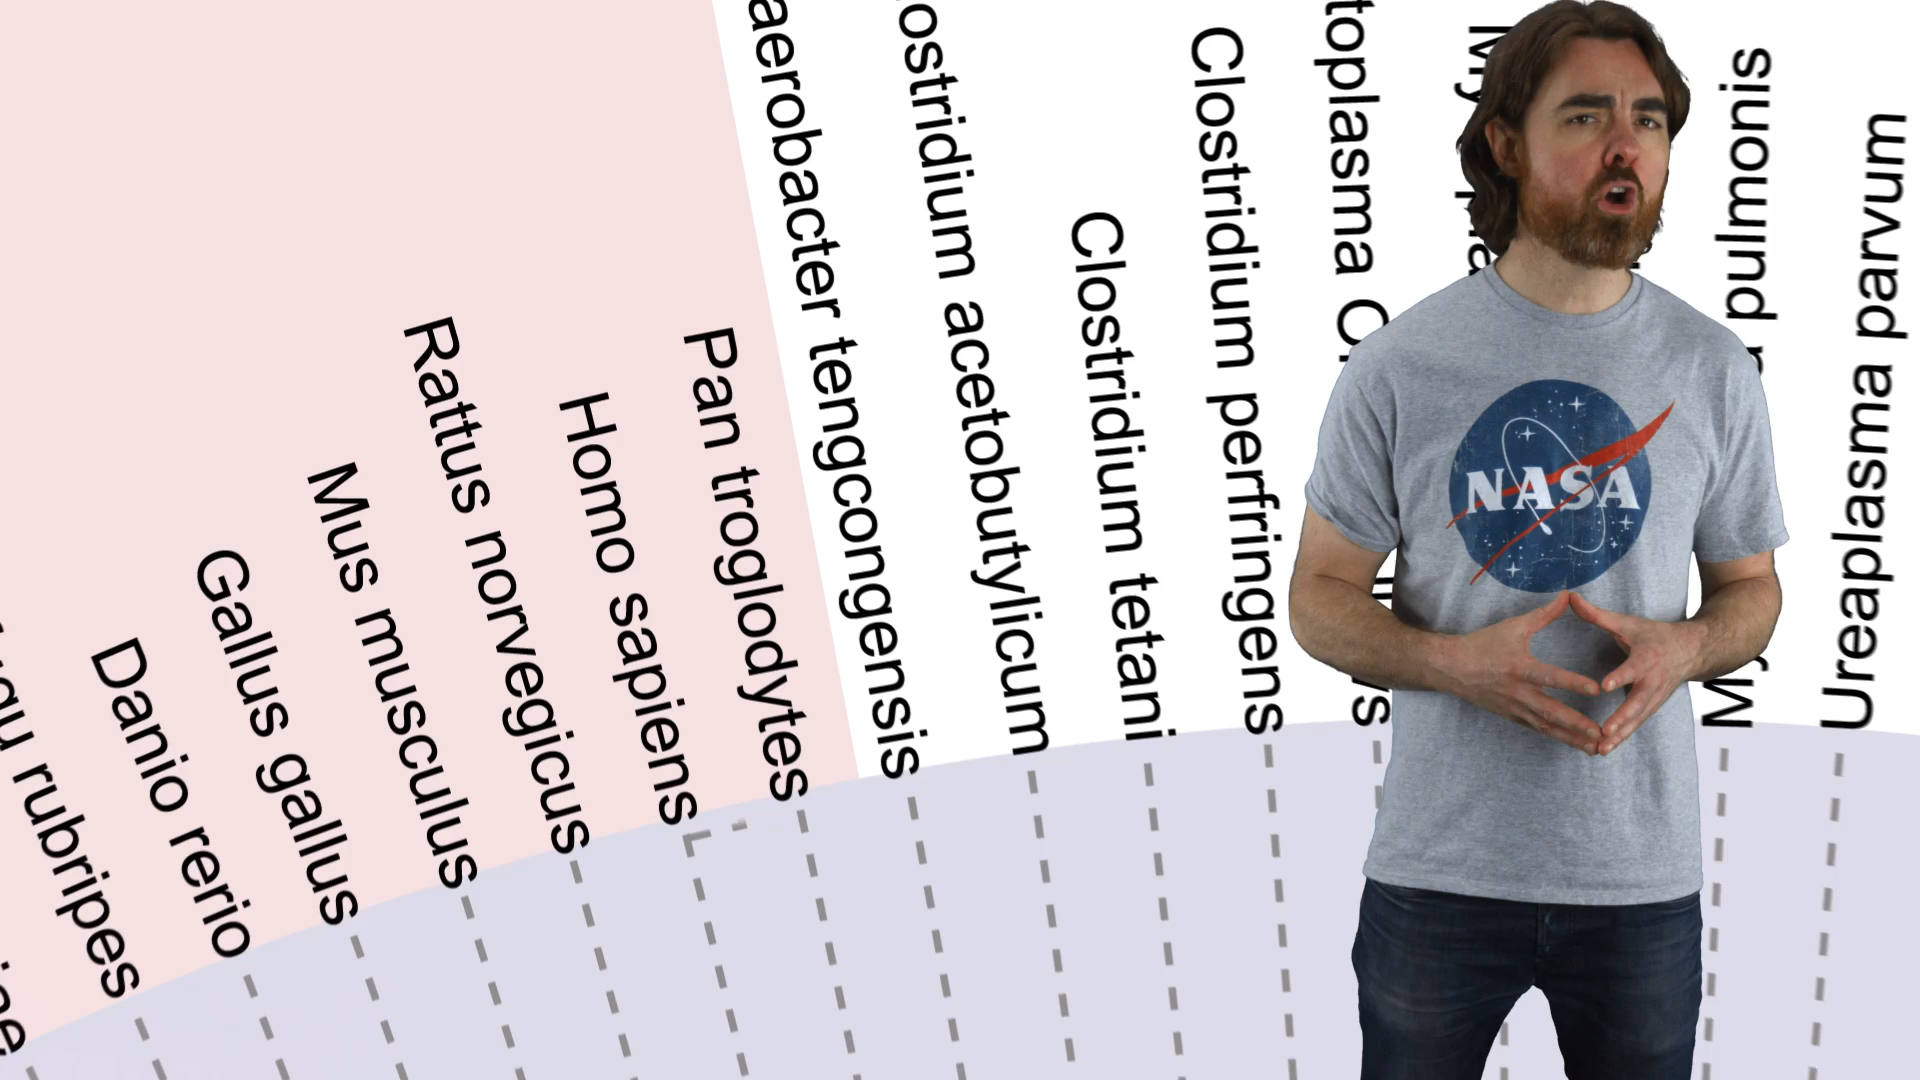 rubripes
Danio rerio
Gallus gallus
Mus musculus
Rattus norvegicus
Homo sapiens
Pan troglodytes
aerobacter tengcongensis
ostridium acetobutylicum
Clostridium tetani
Clostridium perfringens
toplasma
NASA
pulmonis
Ureaplasma parvum